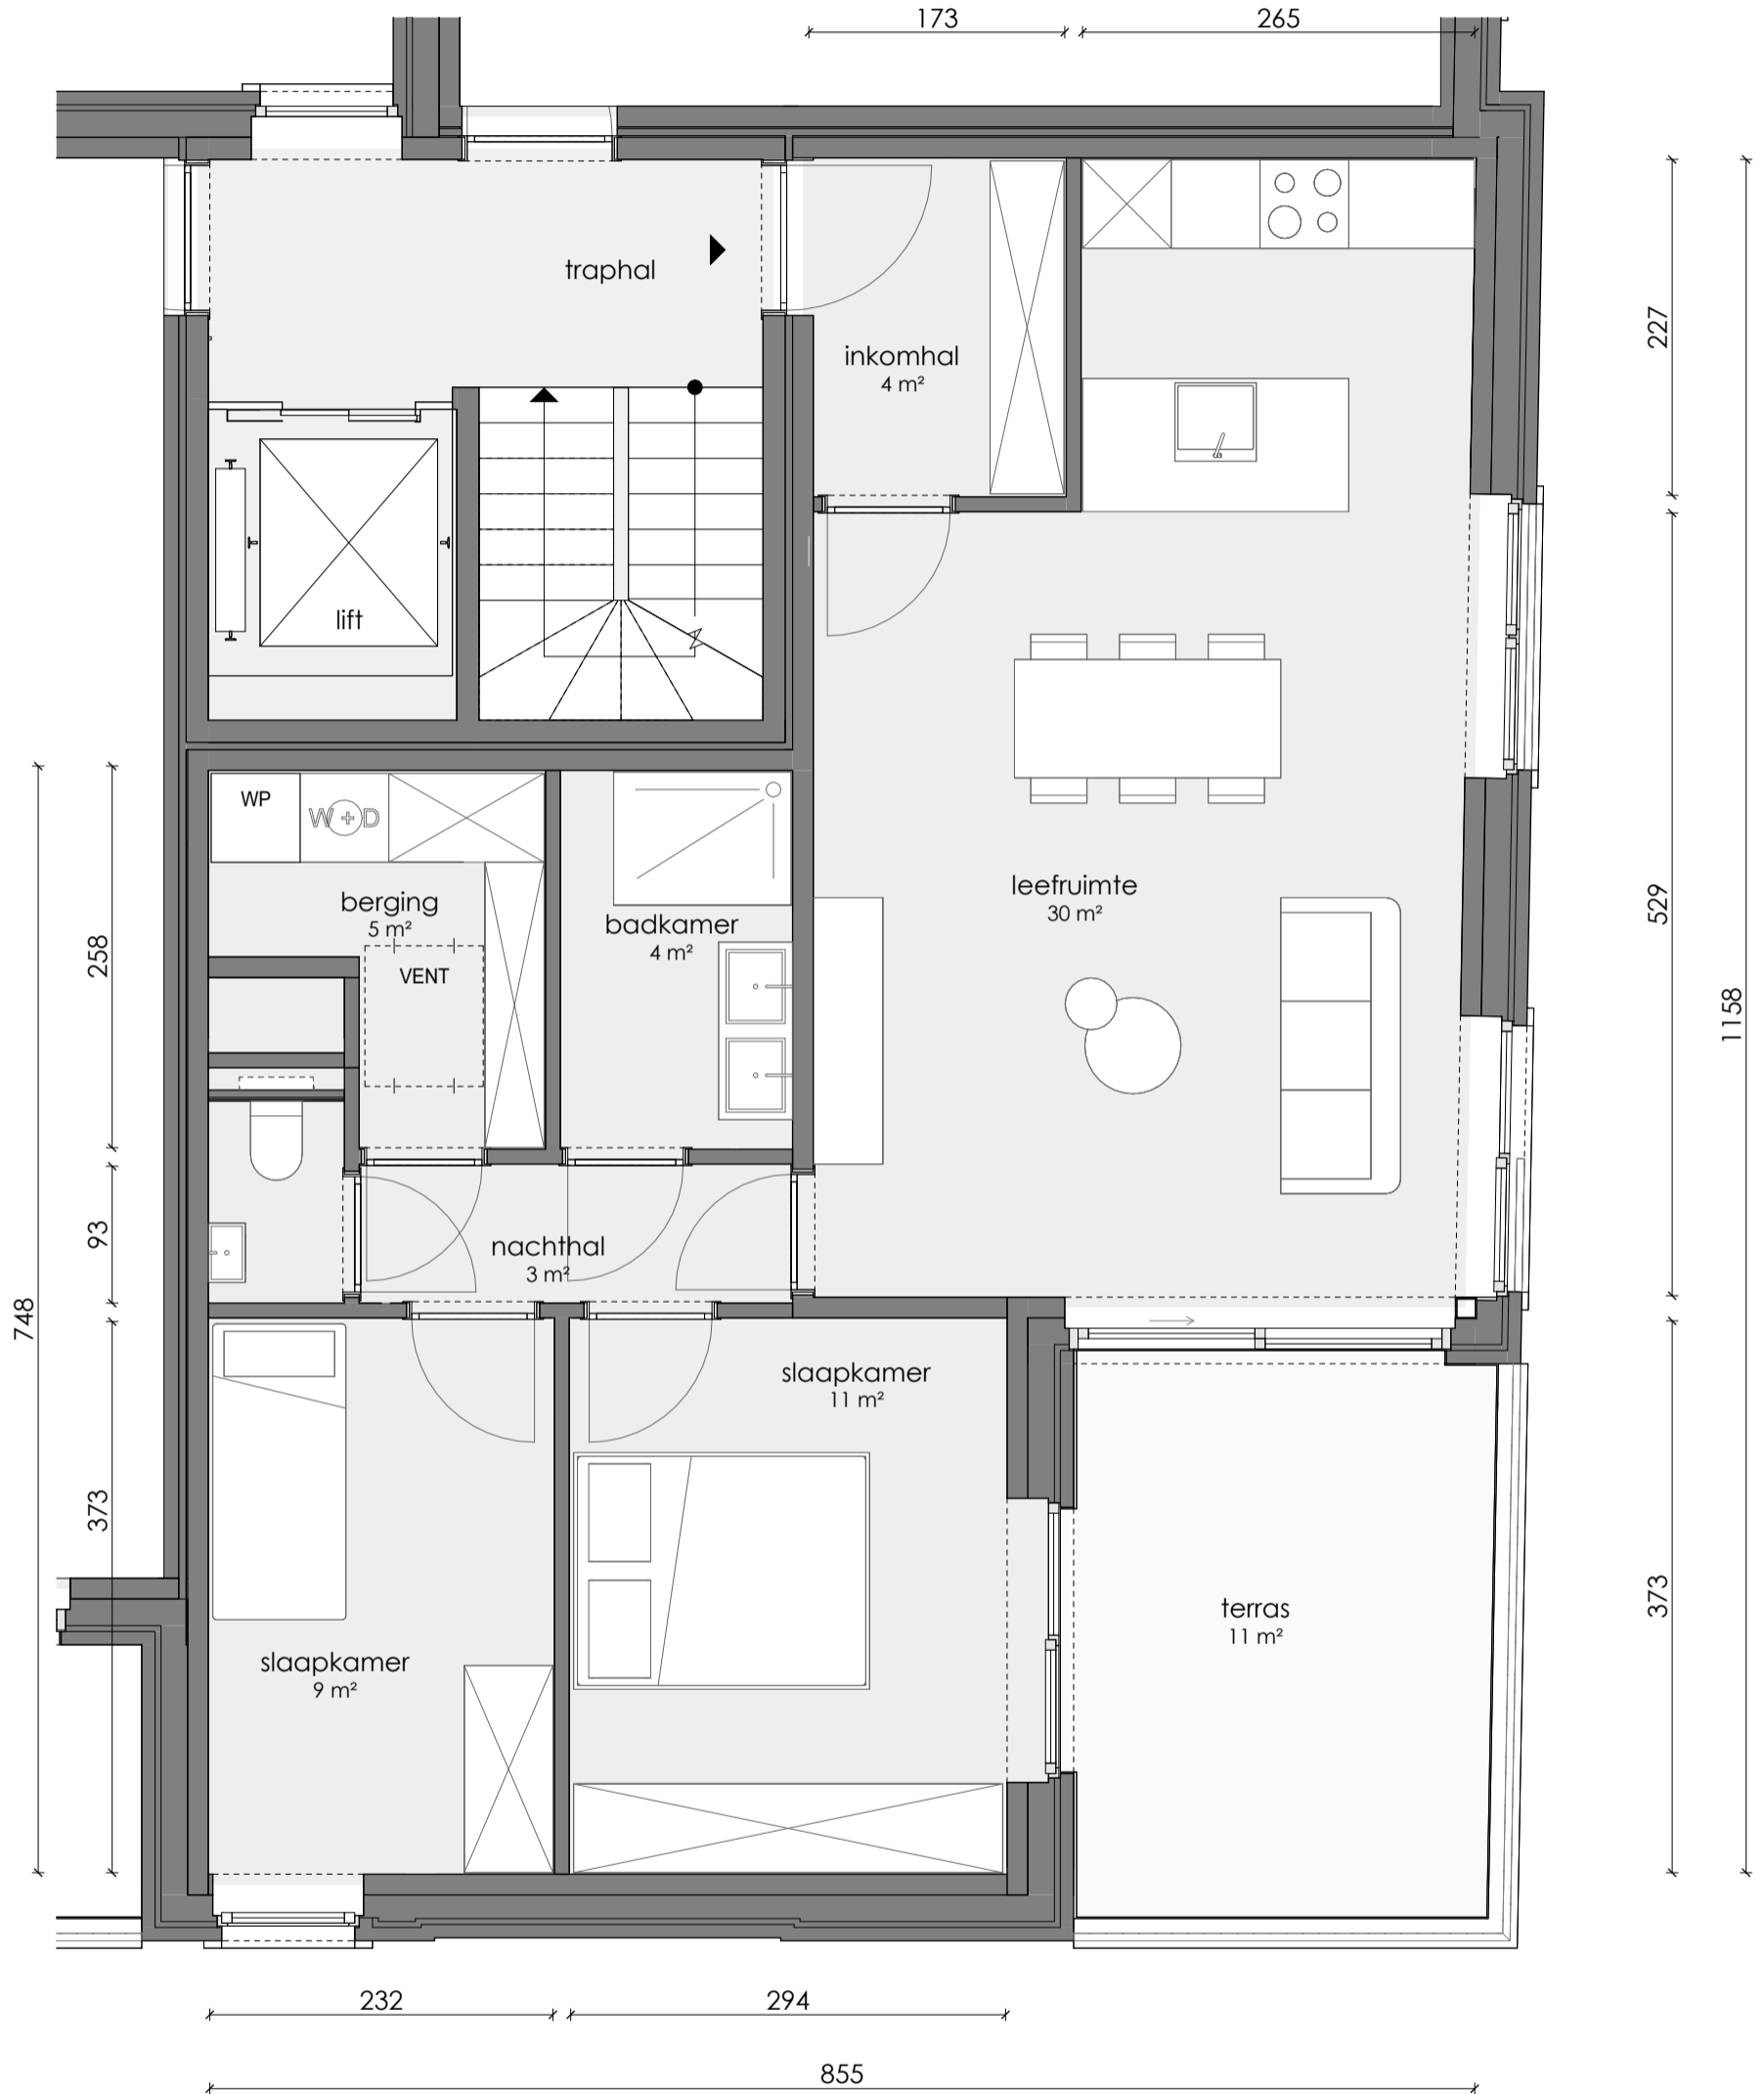 173
265
traphal
inkomhal
4 m²
227
lift
WP
W+D
berging
5 m²
badkamer
4 m²
VENT
leefruimte
30 m²
258
529
1158
93
nachthal
3 m²
748
slaapkamer
11 m²
373
373
terras
11 m²
slaapkamer
9 m²
232
294
855